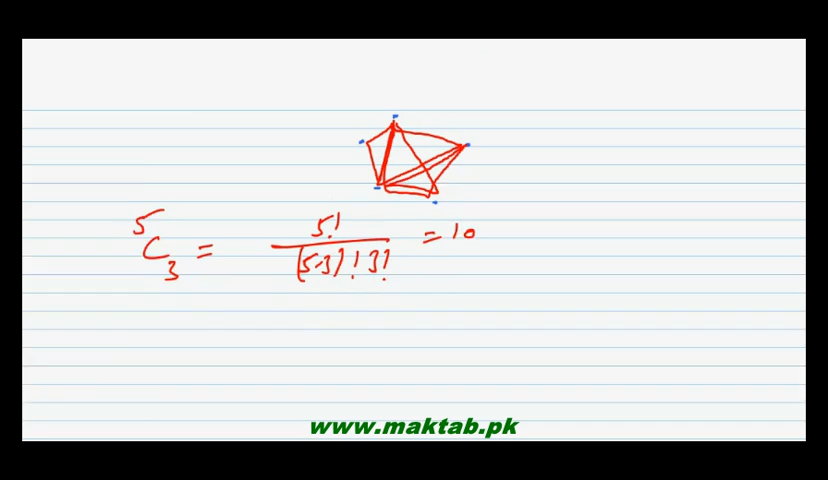 5C3 = 5! / (5-3)! 3! = 10
www.maktab.pk